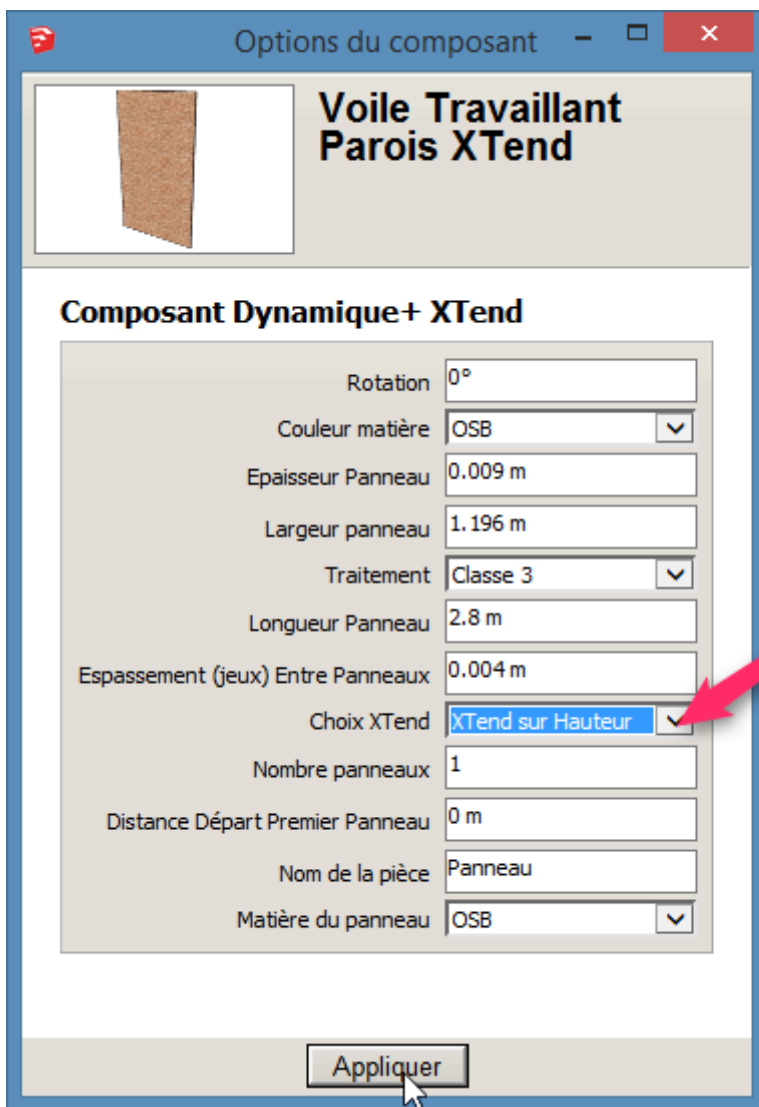 Options du composant
Voile Travaillant
Parois XTend
Composant Dynamique+ XTend
Rotation 0°
Couleur matière OSB
Epaisseur Panneau 0.009 m
Largeur panneau 1.196 m
Traitement Classe 3
Longueur Panneau 2.8 m
Espassement (jeux) Entre Panneaux 0.004 m
Choix XTend XTend sur Hauteur
Nombre panneaux 1
Distance Départ Premier Panneau 0 m
Nom de la pièce Panneau
Matière du panneau OSB
Appliquer